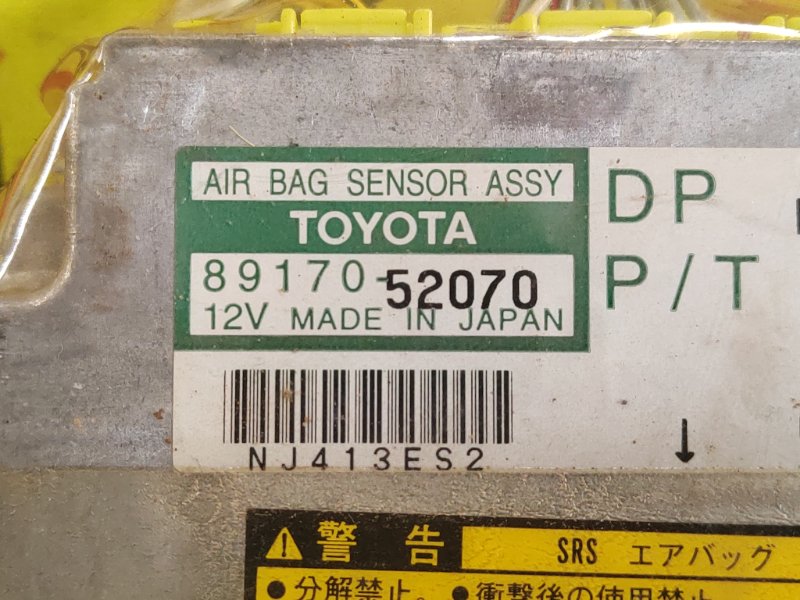 AIR BAG SENSOR ASSY
TOYOTA
89170-52070
12V MADE IN JAPAN
DP
P/T
↓
NJ413ES2
警告 SRS エアバッグ
●分解禁止。 ●衝撃後の使用禁止